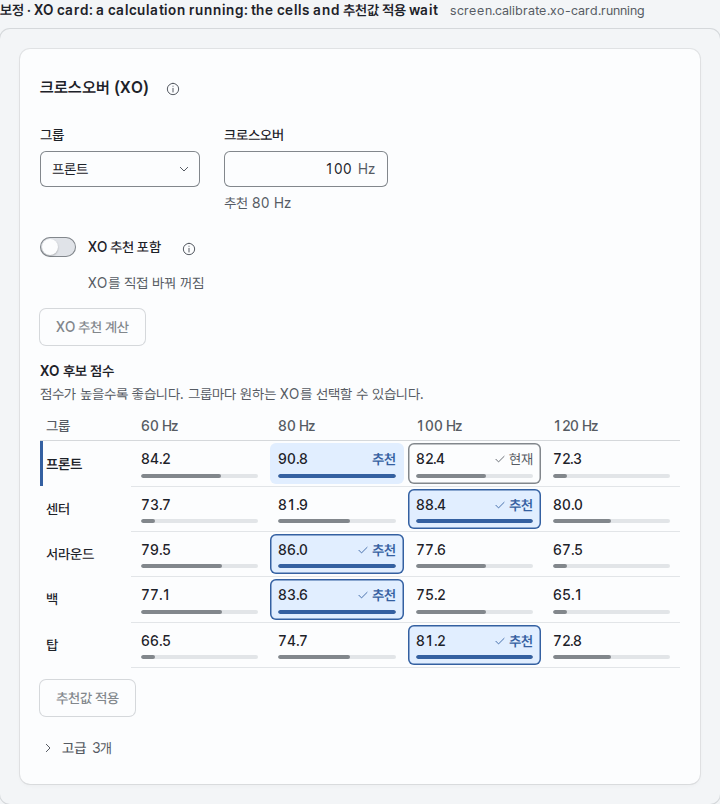 보정 · XO card: a calculation running: the cells and 추천값 적용 wait screen.calibrate.xo-card.running
크로스오버 (XO)
그룹 크로스오버
프론트 100 Hz
추천 80 Hz
XO 추천 포함
XO를 직접 바꿔 꺼짐
XO 추천 계산
XO 후보 점수
점수가 높을수록 좋습니다. 그룹마다 원하는 XO를 선택할 수 있습니다.
그룹 60 Hz 80 Hz 100 Hz 120 Hz
프론트 84.2 90.8 추천 82.4 현재 72.3
센터 73.7 81.9 88.4 추천 80.0
서라운드 79.5 86.0 추천 77.6 67.5
백 77.1 83.6 추천 75.2 65.1
탑 66.5 74.7 81.2 추천 72.8
추천값 적용
고급 3개